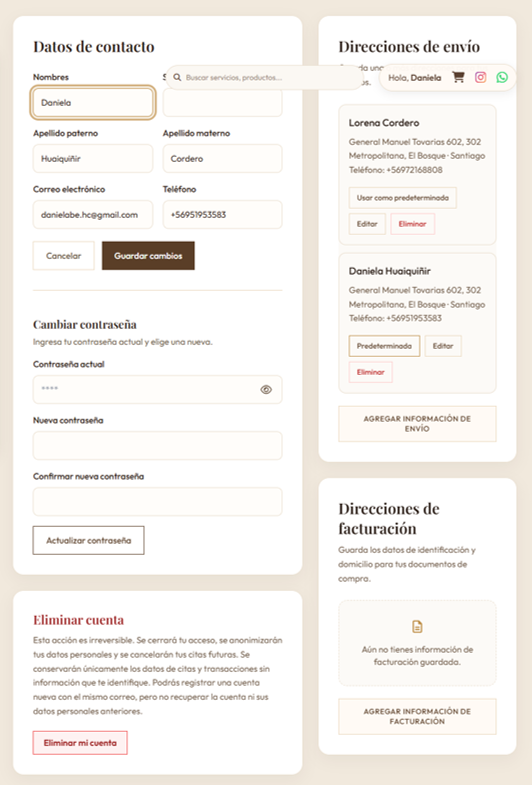 Datos de contacto
Nombres
Daniela
Buscar servicios, productos...
Apellido paterno
Apellido materno
Huaiquiñir
Cordero
Correo electrónico
Teléfono
danielabe.hc@gmail.com
+56951953583
Cancelar
Guardar cambios
Cambiar contraseña
Ingresa tu contraseña actual y elige una nueva.
Contraseña actual
****
Nueva contraseña
Confirmar nueva contraseña
Actualizar contraseña
Eliminar cuenta
Esta acción es irreversible. Se cerrará tu acceso, se anonimizarán
tus datos personales y se cancelarán tus citas futuras. Se
conservarán únicamente los datos de citas y transacciones sin
información que te identifique. Podrás registrar una cuenta
nueva con el mismo correo, pero no recuperar la cuenta ni sus
datos personales anteriores.
Eliminar mi cuenta
Direcciones de envío
Hola, Daniela
Lorena Cordero
General Manuel Tovarias 602, 302
Metropolitana, El Bosque · Santiago
Teléfono: +56972168808
Usar como predeterminada
Editar
Eliminar
Daniela Huaiquiñir
General Manuel Tovarias 602, 302
Metropolitana, El Bosque · Santiago
Teléfono: +56951953583
Predeterminada
Editar
Eliminar
AGREGAR INFORMACIÓN DE
ENVÍO
Direcciones de
facturación
Guarda los datos de identificación y
domicilio para tus documentos de
compra.
Aún no tienes información de
facturación guardada.
AGREGAR INFORMACIÓN DE
FACTURACIÓN